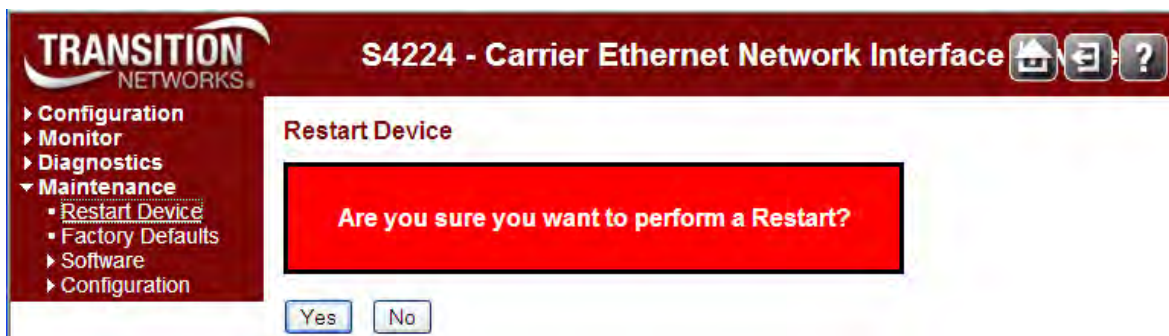 TRANSITION
NETWORKS®
S4224 - Carrier Ethernet Network Interface
?
Configuration
Monitor
Diagnostics
Maintenance
Restart Device
Factory Defaults
Software
Configuration
Restart Device
Are you sure you want to perform a Restart?
Yes No